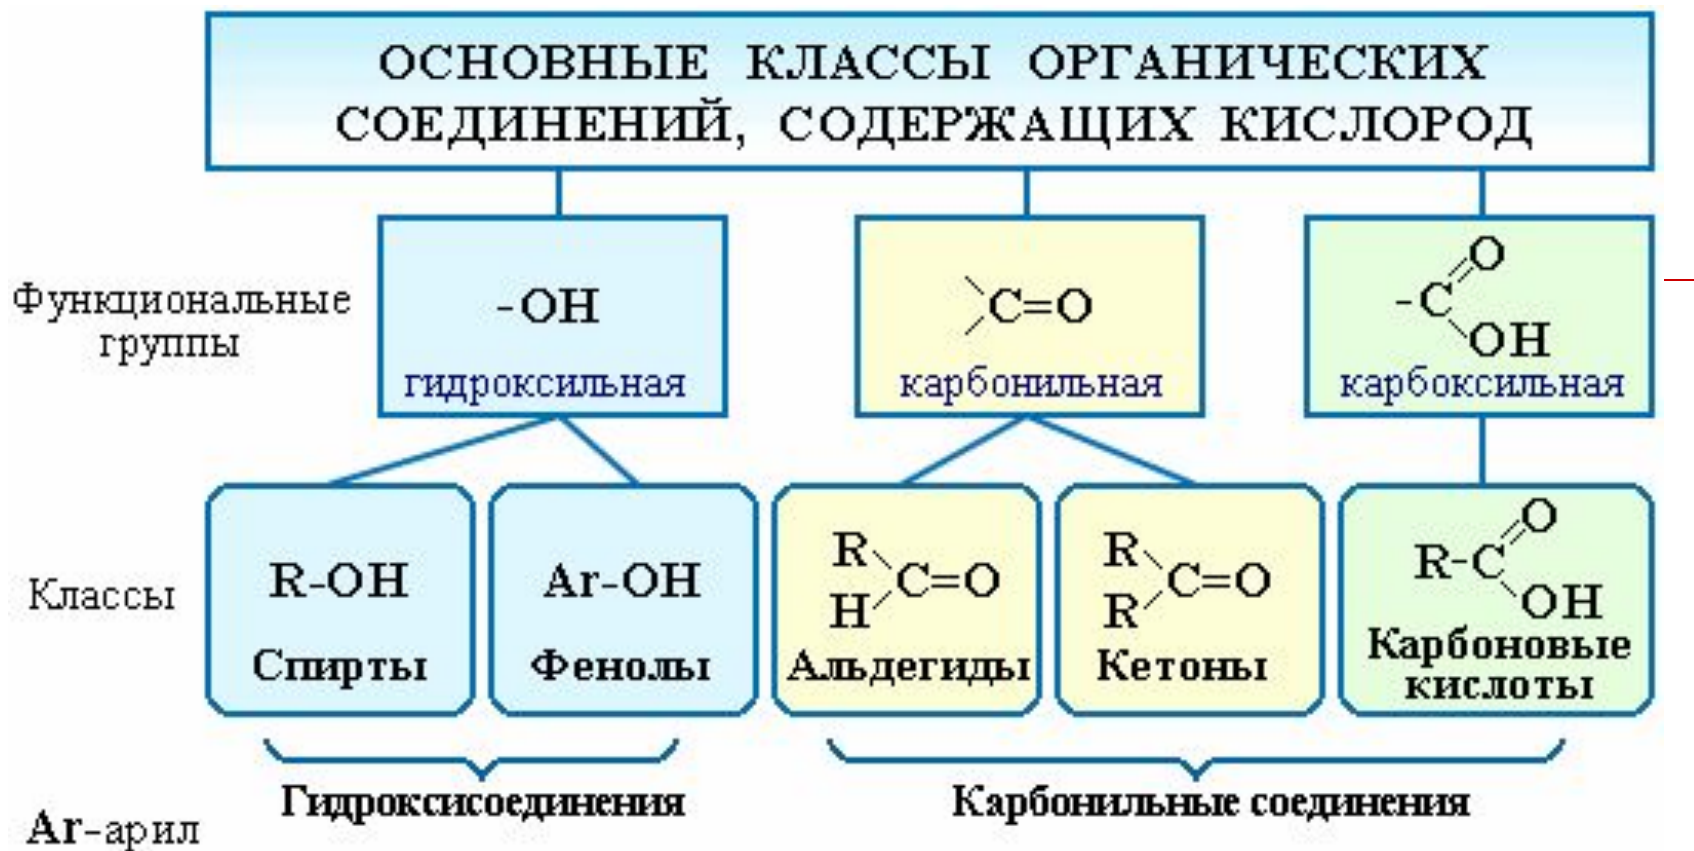 ОСНОВНЫЕ КЛАССЫ ОРГАНИЧЕСКИХ
СОЕДИНЕНИЙ, СОДЕРЖАЩИХ КИСЛОРОД
Функциональные
группы
-OH
гидроксильная
C=O
карбонильная
O
-C
OH
карбоксильная
Классы
R-OH
Спирты
Ar-OH
Фенолы
R
C=O
H
Альдегиды
R
C=O
R
Кетоны
O
R-C
OH
Карбоновые
кислоты
Гидроксисоединения
Карбонильные соединения
Ar-арил